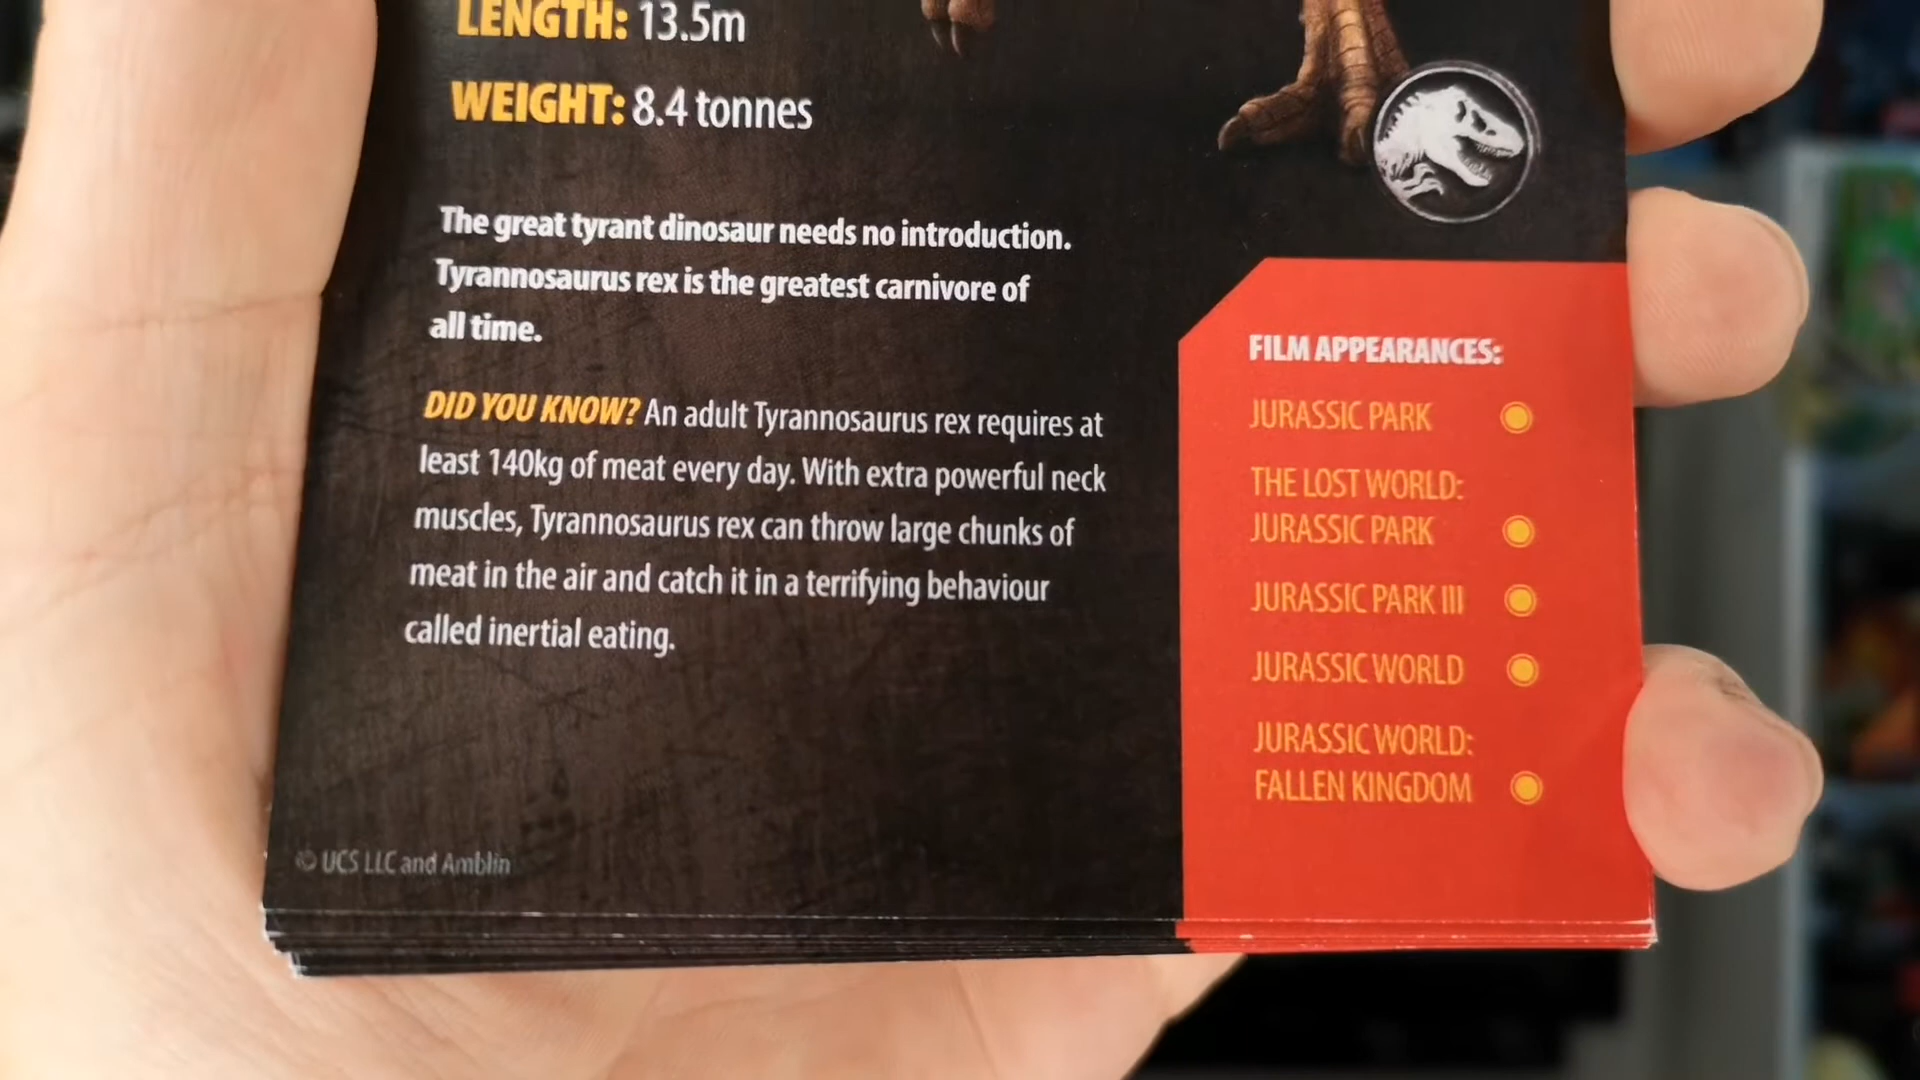 LENGTH: 13.5m
WEIGHT: 8.4 tonnes
The great tyrant dinosaur needs no introduction.
Tyrannosaurus rex is the greatest carnivore of
all time.
DID YOU KNOW? An adult Tyrannosaurus rex requires at
least 140kg of meat every day. With extra powerful neck
muscles, Tyrannosaurus rex can throw large chunks of
meat in the air and catch it in a terrifying behaviour
called inertial eating.
© UCS LLC and Amblin
FILM APPEARANCES:
JURASSIC PARK
THE LOST WORLD:
JURASSIC PARK
JURASSIC PARK III
JURASSIC WORLD
JURASSIC WORLD:
FALLEN KINGDOM